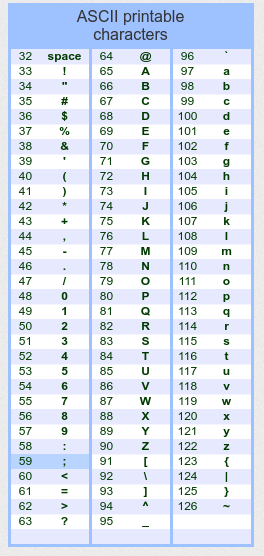 ASCII printable
characters
32 space 64 @ 96 `
33 ! 65 A 97 a
34 " 66 B 98 b
35 # 67 C 99 c
36 $ 68 D 100 d
37 % 69 E 101 e
38 & 70 F 102 f
39 ' 71 G 103 g
40 ( 72 H 104 h
41 ) 73 I 105 i
42 * 74 J 106 j
43 + 75 K 107 k
44 , 76 L 108 l
45 - 77 M 109 m
46 . 78 N 110 n
47 / 79 O 111 o
48 0 80 P 112 p
49 1 81 Q 113 q
50 2 82 R 114 r
51 3 83 S 115 s
52 4 84 T 116 t
53 5 85 U 117 u
54 6 86 V 118 v
55 7 87 W 119 w
56 8 88 X 120 x
57 9 89 Y 121 y
58 : 90 Z 122 z
59 ; 91 [ 123 {
60 < 92 \ 124 |
61 = 93 ] 125 }
62 > 94 ^ 126 ~
63 ? 95 _